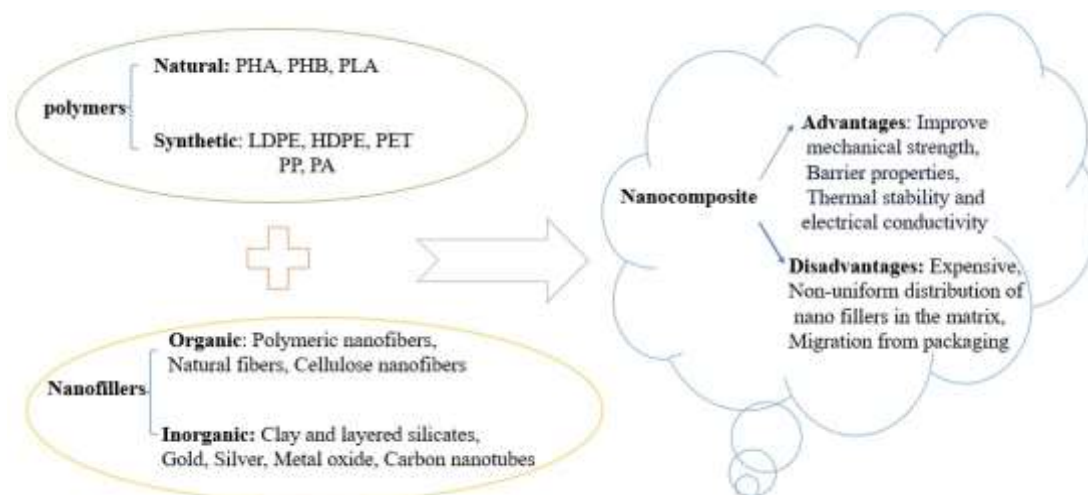 Natural: PHA, PHB, PLA
polymers
Synthetic: LDPE, HDPE, PET
PP, PA
Organic: Polymeric nanofibers,
Natural fibers, Cellulose nanofibers
Nanofillers
Inorganic: Clay and layered silicates,
Gold, Silver, Metal oxide, Carbon nanotubes
Advantages: Improve
mechanical strength,
Barrier properties,
Thermal stability and
electrical conductivity
Nanocomposite
Disadvantages: Expensive,
Non-uniform distribution of
nano fillers in the matrix,
Migration from packaging